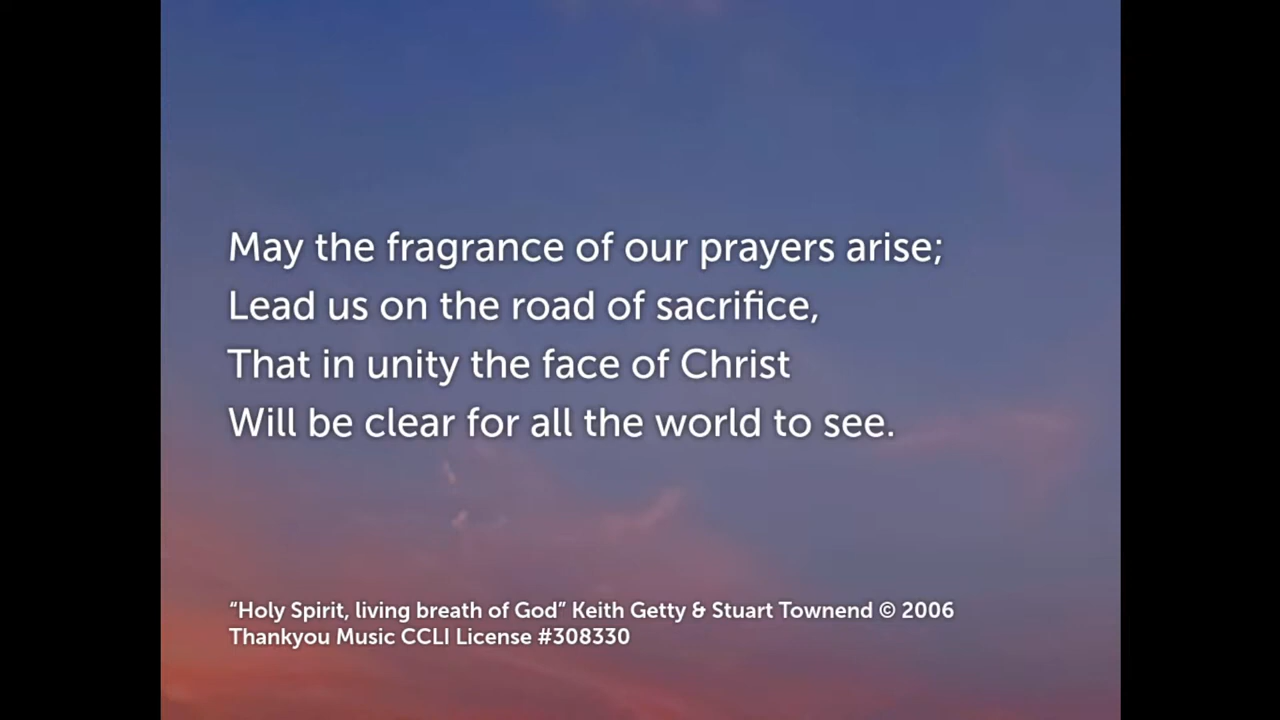 May the fragrance of our prayers arise;
Lead us on the road of sacrifice,
That in unity the face of Christ
Will be clear for all the world to see.
“Holy Spirit, living breath of God” Keith Getty & Stuart Townend © 2006
Thankyou Music CCLI License #308330